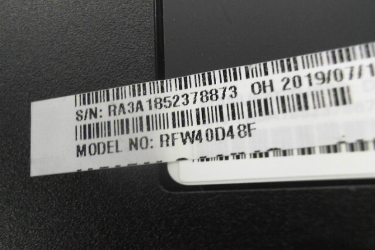 S/N: RA3A1852378873 OH 2019/07/1
MODEL NO: RFW40D48F